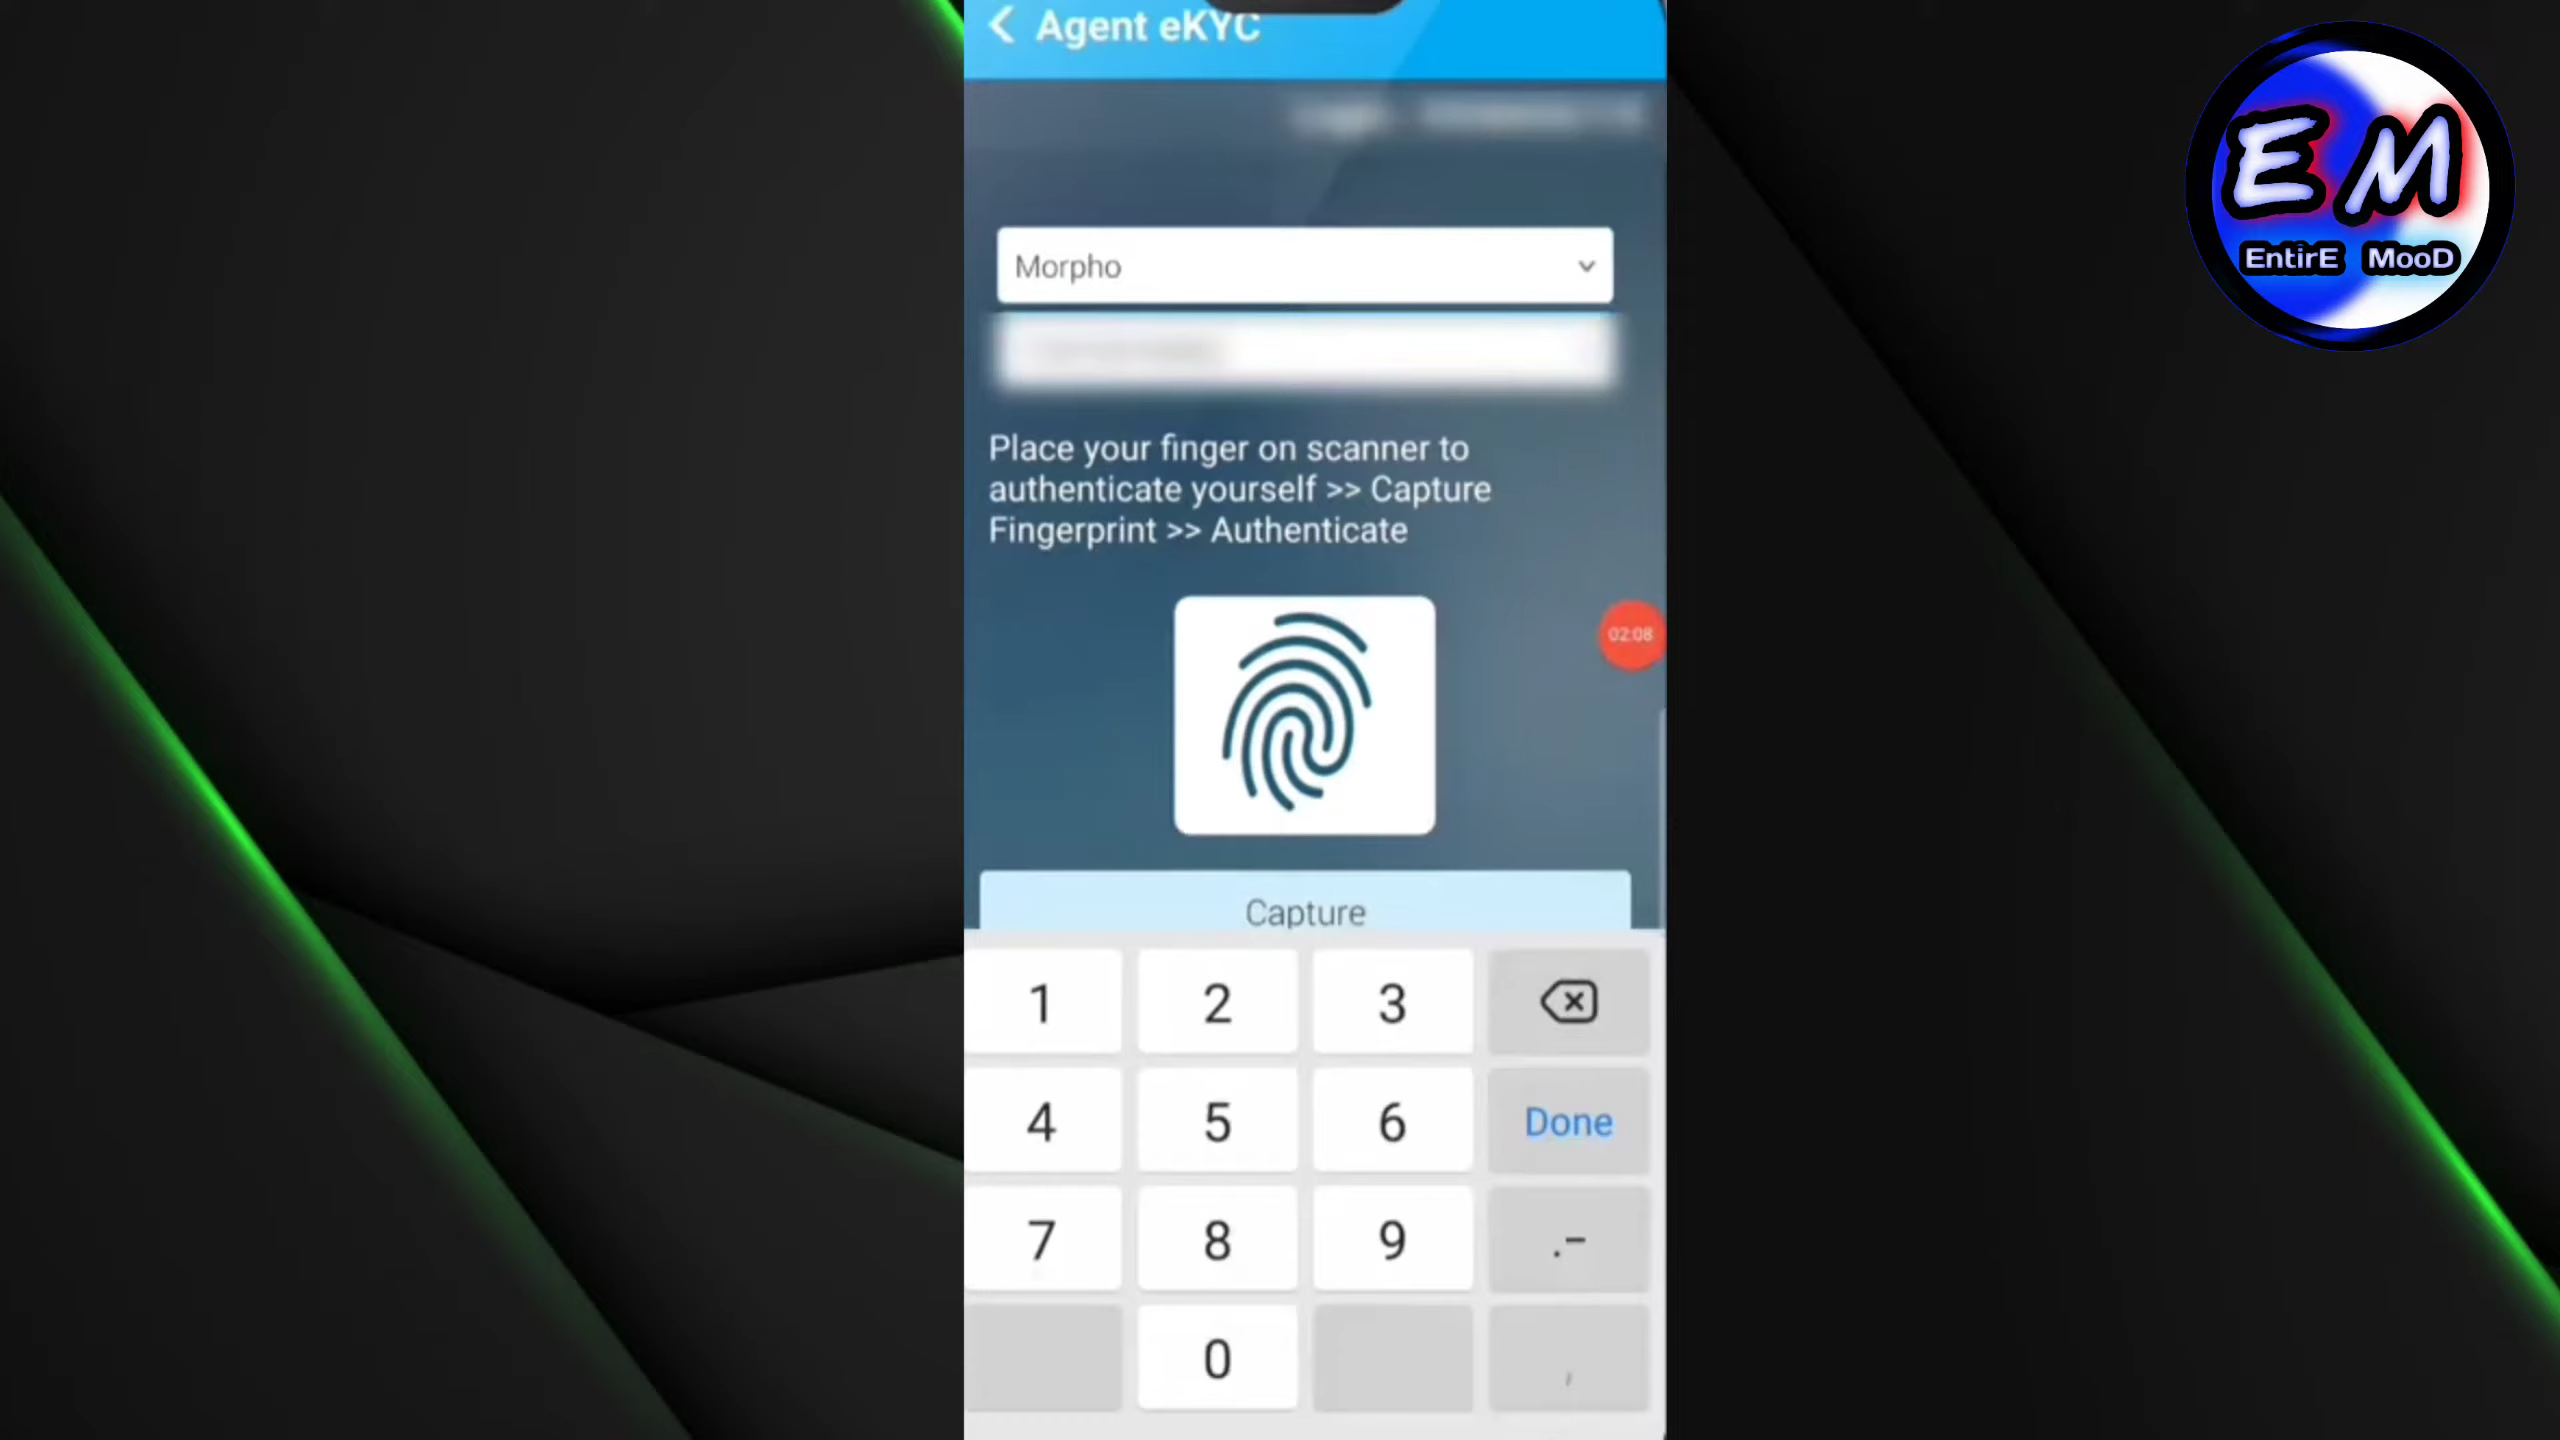 Agent eKYC
EM
EntirE MooD
Morpho
Place your finger on scanner to
authenticate yourself >> Capture
Fingerprint >> Authenticate
02:08
Capture
1 2 3
4 5 6 Done
7 8 9 .-
0 ,